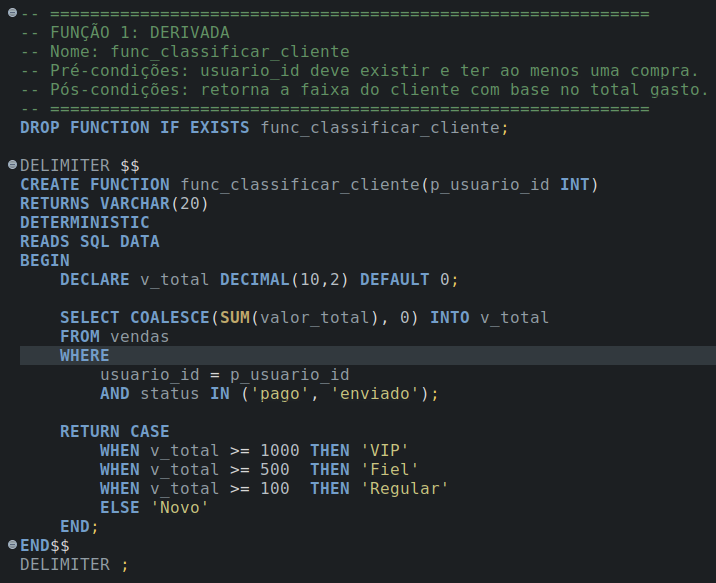 -- ============================================================
-- FUNÇÃO 1: DERIVADA
-- Nome: func_classificar_cliente
-- Pré-condições: usuario_id deve existir e ter ao menos uma compra.
-- Pós-condições: retorna a faixa do cliente com base no total gasto.
-- ============================================================
DROP FUNCTION IF EXISTS func_classificar_cliente;

DELIMITER $$
CREATE FUNCTION func_classificar_cliente(p_usuario_id INT)
RETURNS VARCHAR(20)
DETERMINISTIC
READS SQL DATA
BEGIN
    DECLARE v_total DECIMAL(10,2) DEFAULT 0;

    SELECT COALESCE(SUM(valor_total), 0) INTO v_total
    FROM vendas
    WHERE
        usuario_id = p_usuario_id
        AND status IN ('pago', 'enviado');

    RETURN CASE
        WHEN v_total >= 1000 THEN 'VIP'
        WHEN v_total >= 500  THEN 'Fiel'
        WHEN v_total >= 100  THEN 'Regular'
        ELSE 'Novo'
    END;
END$$
DELIMITER ;